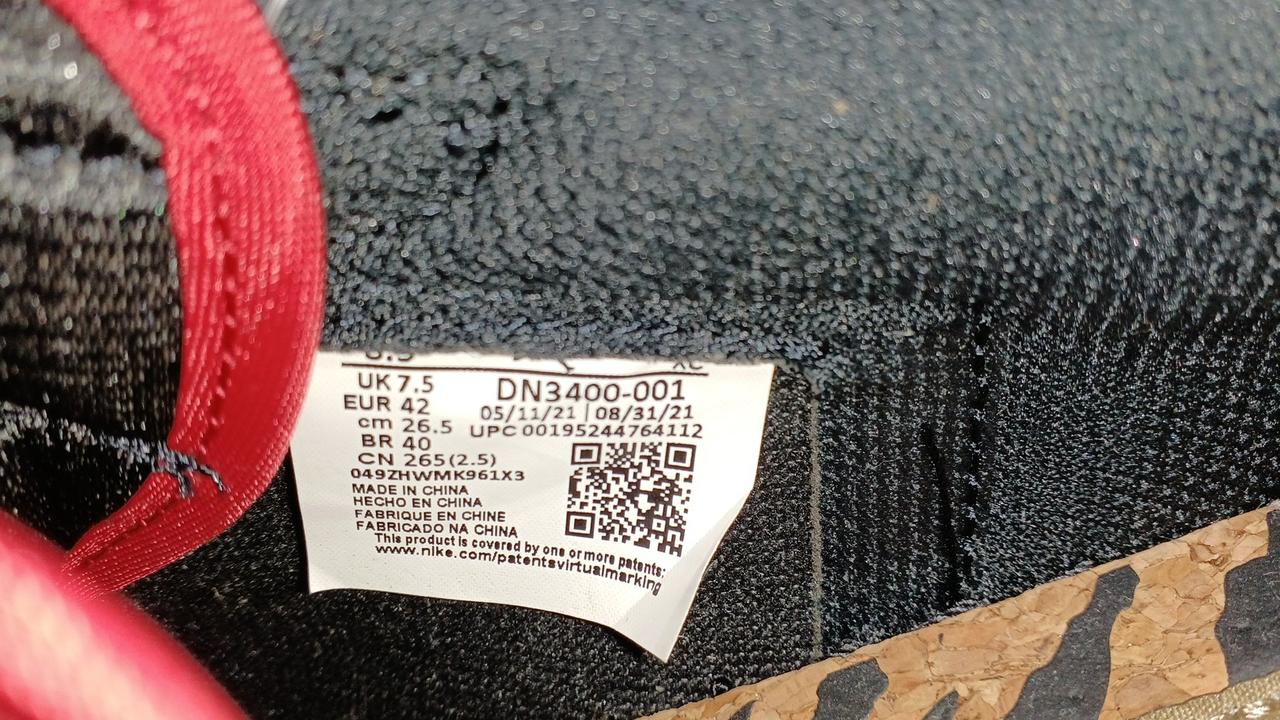 UK 7.5
EUR 42
cm 26.5
BR 40
CN 265(2.5)
049ZHWMK961X3
MADE IN CHINA
HECHO EN CHINA
FABRIQUE EN CHINE
FABRICADO NA CHINA
DN3400-001
05/11/21 | 08/31/21
UPC 00195244764112
This product is covered by one or more patents:
www.nike.com/patentsvirtualmarking